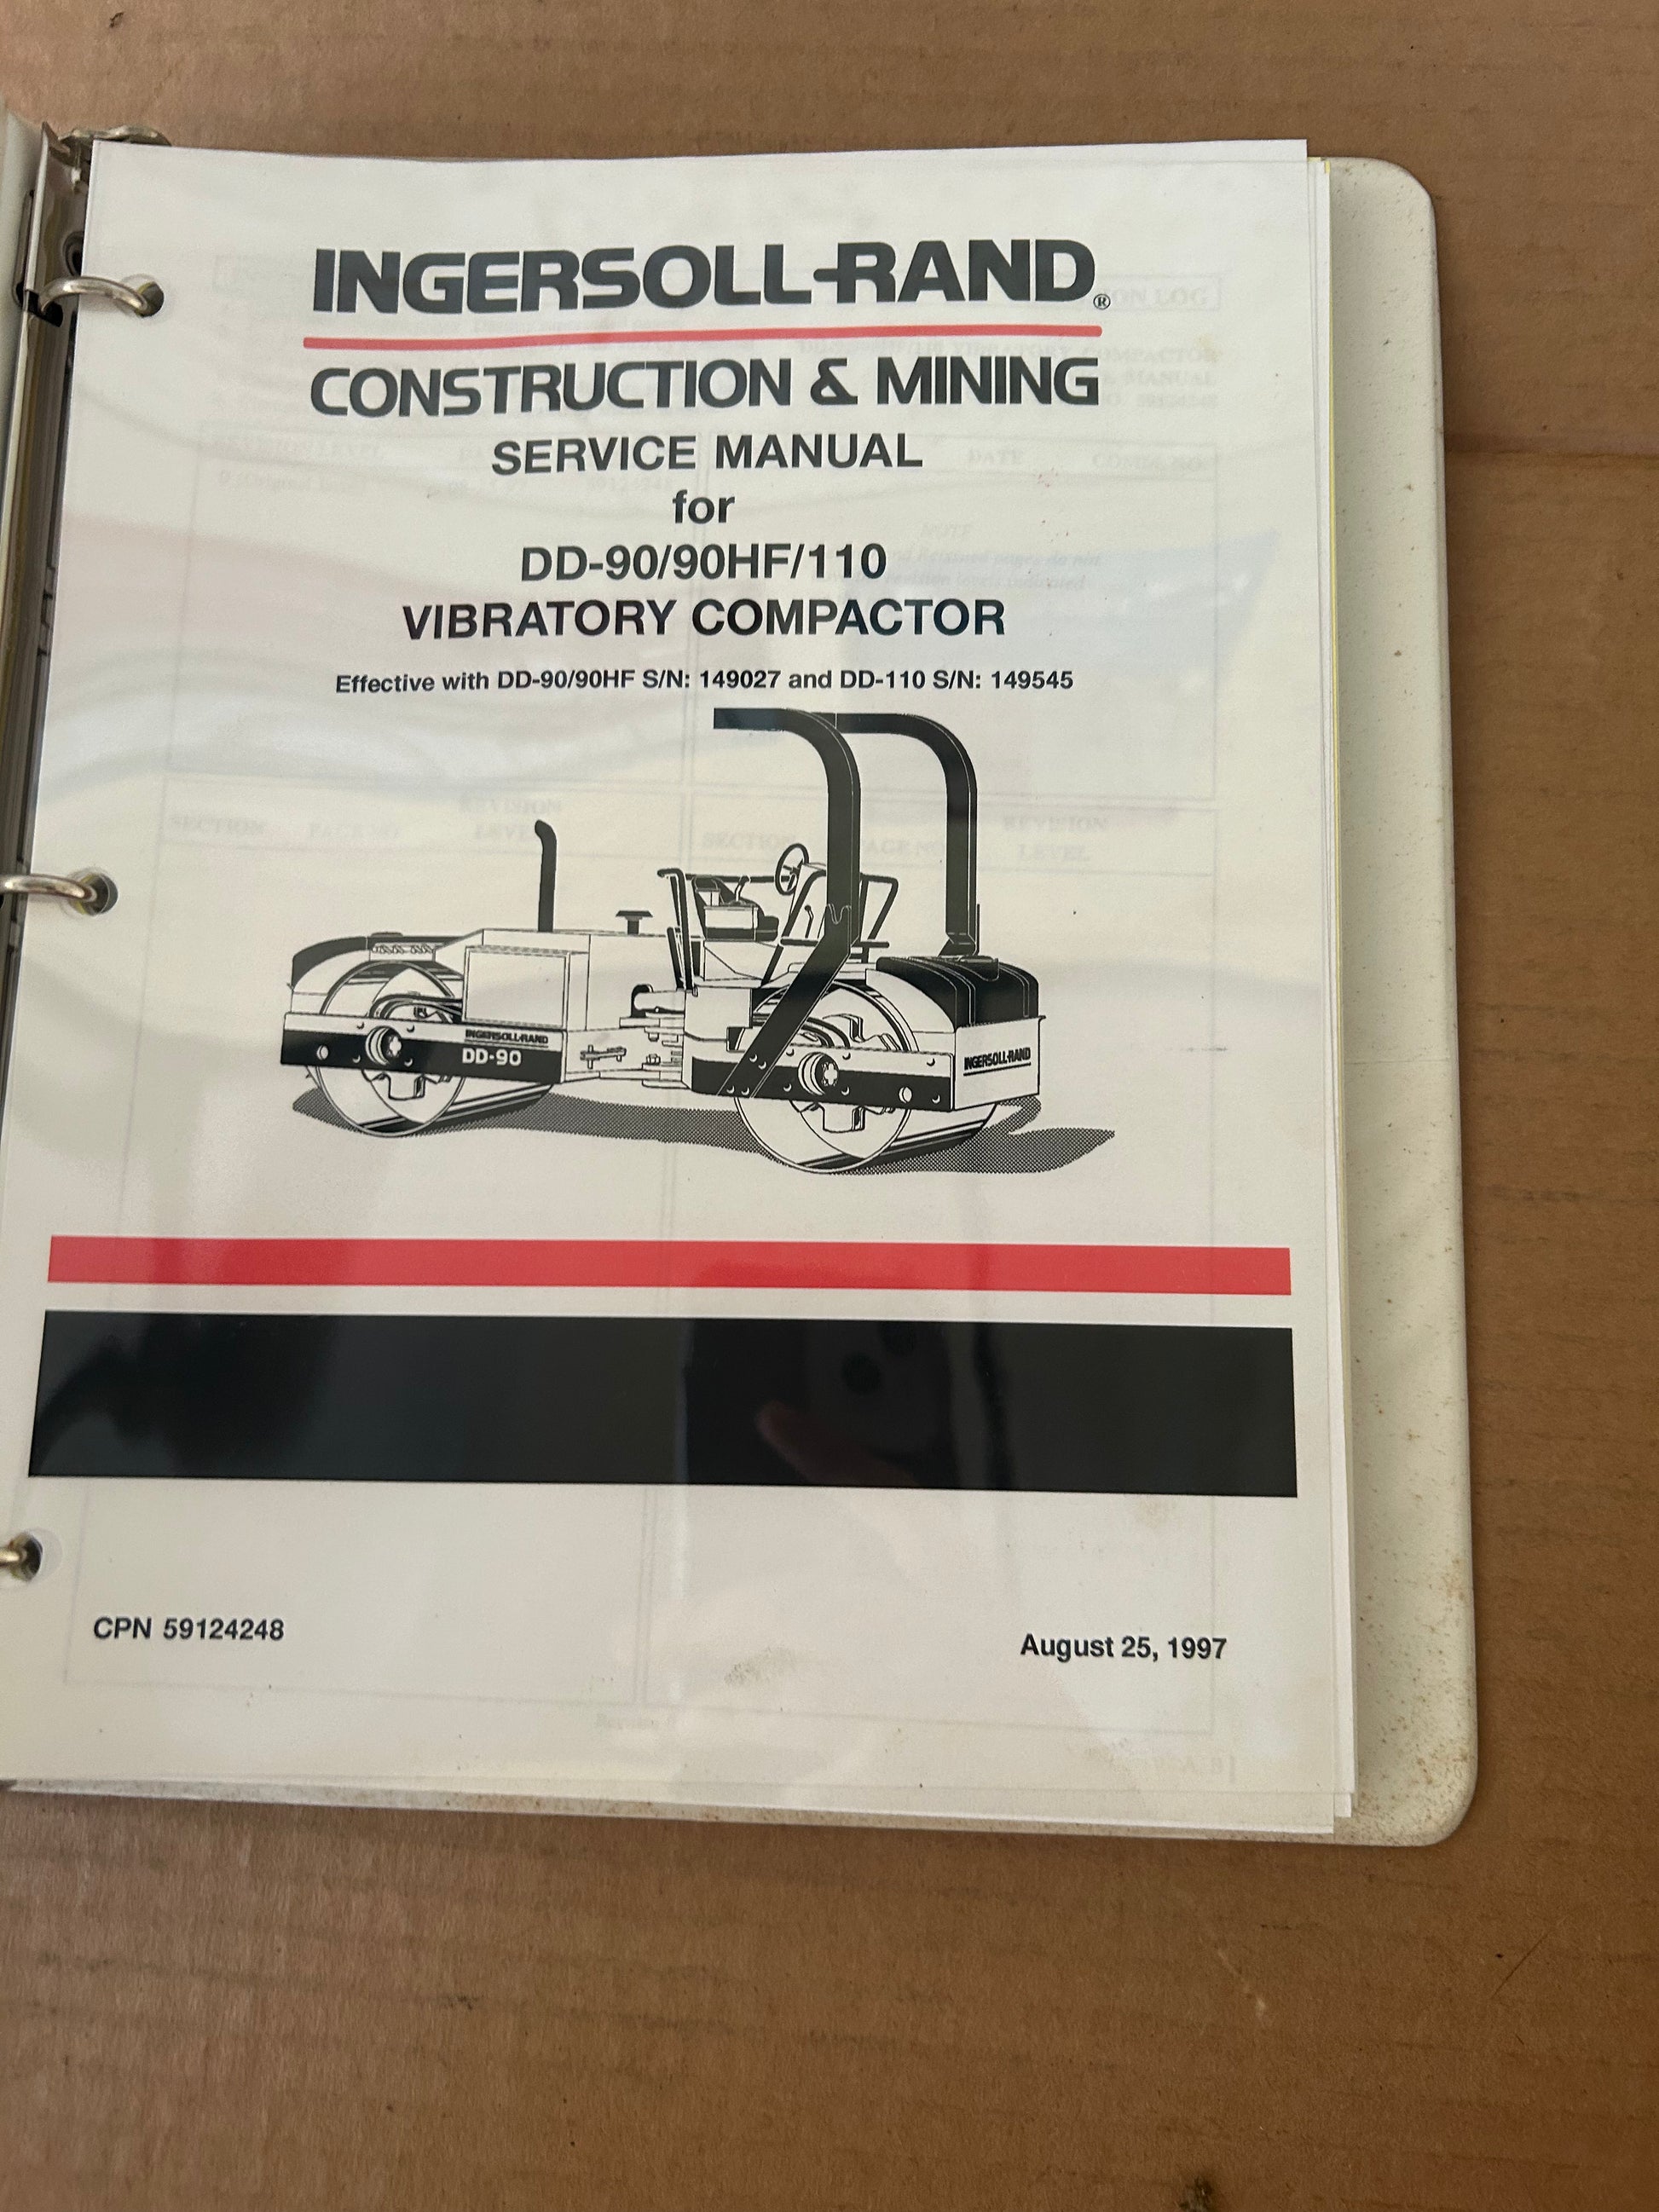 INGERSOLL-RAND®
CONSTRUCTION & MINING
SERVICE MANUAL
for
DD-90/90HF/110
VIBRATORY COMPACTOR
Effective with DD-90/90HF S/N: 149027 and DD-110 S/N: 149545
INGERSOLL-RAND
DD-90
INGERSOLL-RAND
CPN 59124248
August 25, 1997